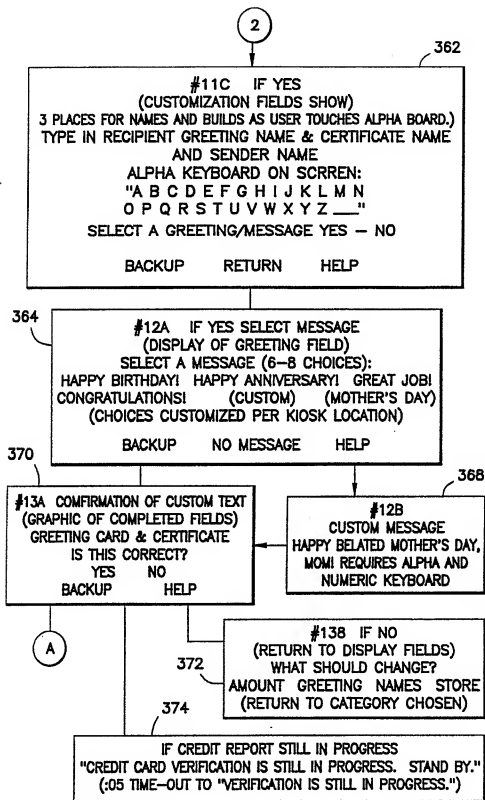 2
362
#11C IF YES
(CUSTOMIZATION FIELDS SHOW)
3 PLACES FOR NAMES AND BUILDS AS USER TOUCHES ALPHA BOARD.)
TYPE IN RECIPIENT GREETING NAME & CERTIFICATE NAME
AND SENDER NAME
ALPHA KEYBOARD ON SCRREN:
"A B C D E F G H I J K L M N
O P Q R S T U V W X Y Z __"
SELECT A GREETING/MESSAGE YES – NO
BACKUP RETURN HELP
364
#12A IF YES SELECT MESSAGE
(DISPLAY OF GREETING FIELD)
SELECT A MESSAGE (6–8 CHOICES):
HAPPY BIRTHDAY! HAPPY ANNIVERSARY! GREAT JOB!
CONGRATULATIONS! (CUSTOM) (MOTHER'S DAY)
(CHOICES CUSTOMIZED PER KIOSK LOCATION)
BACKUP NO MESSAGE HELP
370
#13A COMFIRMATION OF CUSTOM TEXT
(GRAPHIC OF COMPLETED FIELDS)
GREETING CARD & CERTIFICATE
IS THIS CORRECT?
YES NO
BACKUP HELP
368
#12B
CUSTOM MESSAGE
HAPPY BELATED MOTHER'S DAY,
MOM! REQUIRES ALPHA AND
NUMERIC KEYBOARD
A
372
#138 IF NO
(RETURN TO DISPLAY FIELDS)
WHAT SHOULD CHANGE?
AMOUNT GREETING NAMES STORE
(RETURN TO CATEGORY CHOSEN)
374
IF CREDIT REPORT STILL IN PROGRESS
"CREDIT CARD VERIFICATION IS STILL IN PROGRESS. STAND BY."
(:05 TIME–OUT TO "VERIFICATION IS STILL IN PROGRESS.")